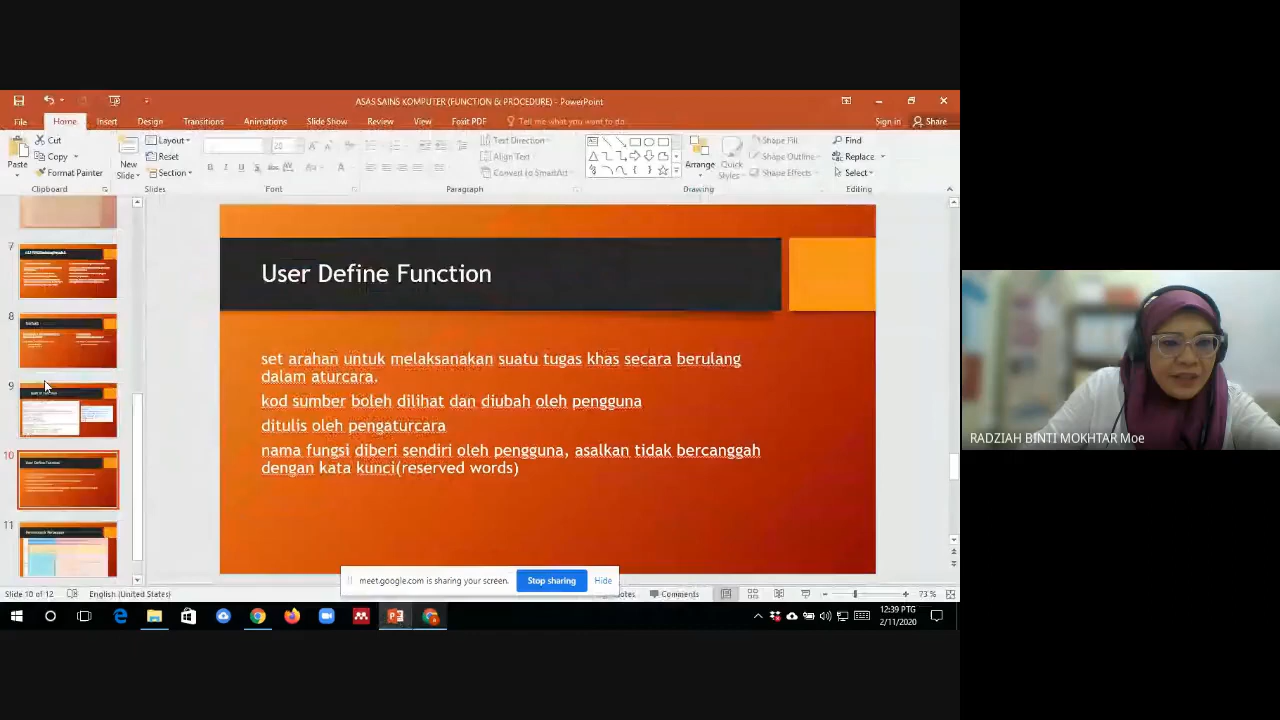 ASAS SAINS KOMPUTER (FUNCTION & PROCEDURE) - PowerPoint
File Home Insert Design Transitions Animations Slide Show Review View Foxit PDF Tell me what you want to do... Sign in Share
Paste
Cut
Copy
Format Painter
Clipboard
New Slide
Layout
Reset
Section
Slides
28
Font
Text Direction
Align Text
Convert to SmartArt
Paragraph
Arrange
Quick Styles
Shape Fill
Shape Outline
Shape Effects
Drawing
Find
Replace
Select
Editing
7
8
9
10
11
User Define Function
set arahan untuk melaksanakan suatu tugas khas secara berulang
dalam aturcara.
kod sumber boleh dilihat dan diubah oleh pengguna
ditulis oleh pengaturcara
nama fungsi diberi sendiri oleh pengguna, asalkan tidak bercanggah
dengan kata kunci(reserved words)
meet.google.com is sharing your screen. Stop sharing Hide
Slide 10 of 12 English (United States) Comments 73 %
12:39 PTG
2/11/2020
RADZIAH BINTI MOKHTAR Moe